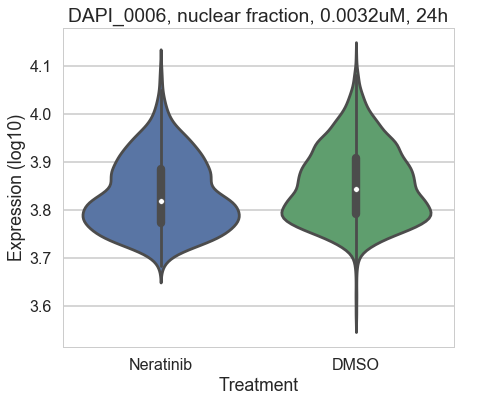 DAPI_0006, nuclear fraction, 0.0032uM, 24h
4.1
4.0
3.9
3.8
3.7
3.6
Expression (log10)
Neratinib
DMSO
Treatment